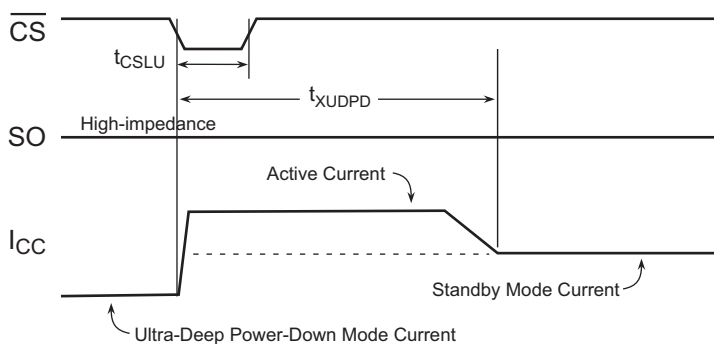 CS
tCSLU
tXUDPD
High-impedance
SO
Active Current
ICC
Standby Mode Current
Ultra-Deep Power-Down Mode Current